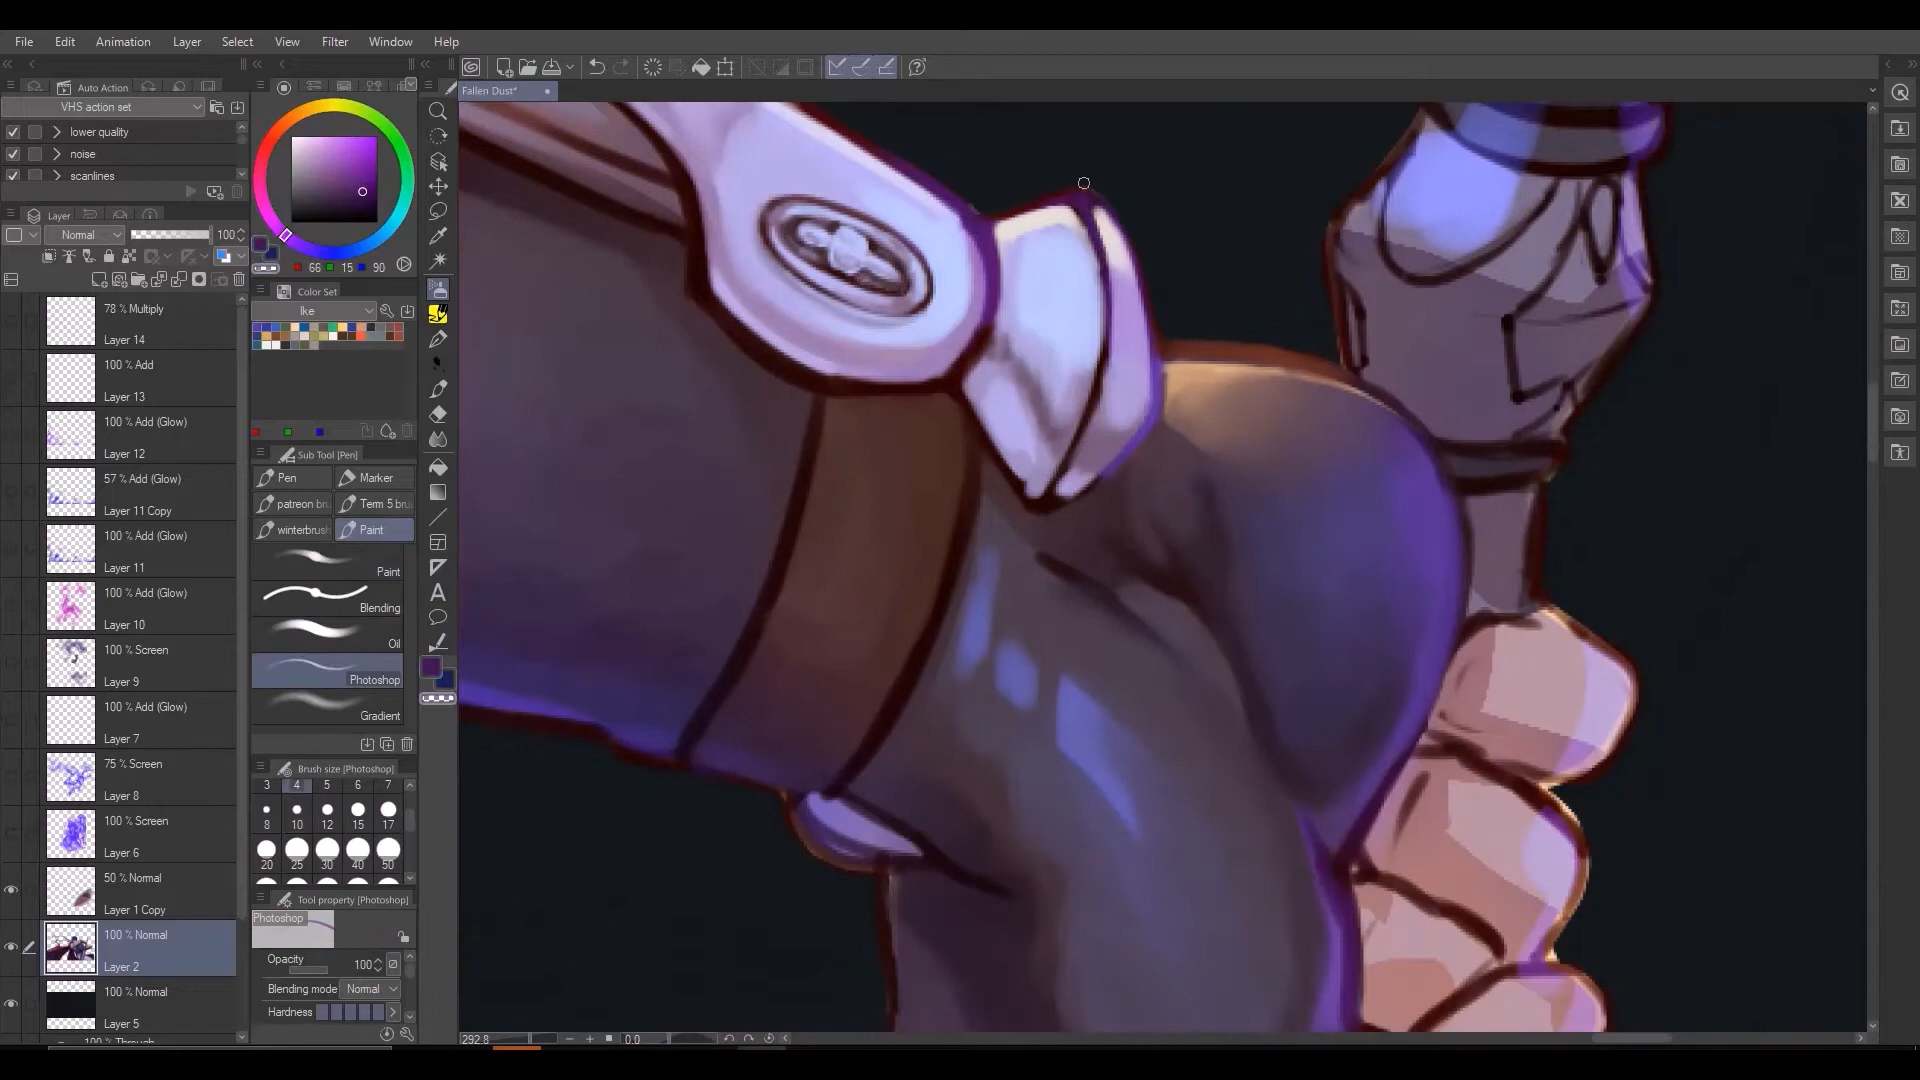 File Edit Animation Layer Select View Filter Window Help
Auto Action
VHS action set
lower quality
noise
scanlines
Layer
Normal 100
78 % Multiply
Layer 14
100 % Add
Layer 13
100 % Add (Glow)
Layer 12
57 % Add (Glow)
Layer 11 Copy
100 % Add (Glow)
Layer 11
100 % Add (Glow)
Layer 10
100 % Screen
Layer 9
100 % Add (Glow)
Layer 7
75 % Screen
Layer 8
100 % Screen
Layer 6
50 % Normal
Layer 1 Copy
100 % Normal
Layer 2
100 % Normal
Layer 5
100 % Through
66 15 90
Color Set
Ike
Sub Tool [Pen]
Pen Marker
patreon bru Term 5 bru
winterbrush Paint
Paint
Blending
Oil
Photoshop
Gradient
Brush size [Photoshop]
3 4 5 6 7
8 10 12 15 17
20 25 30 40 50
Tool property [Photoshop]
Photoshop
Opacity 100
Blending mode Normal
Hardness
Fallen Dust*
292.8 0.0